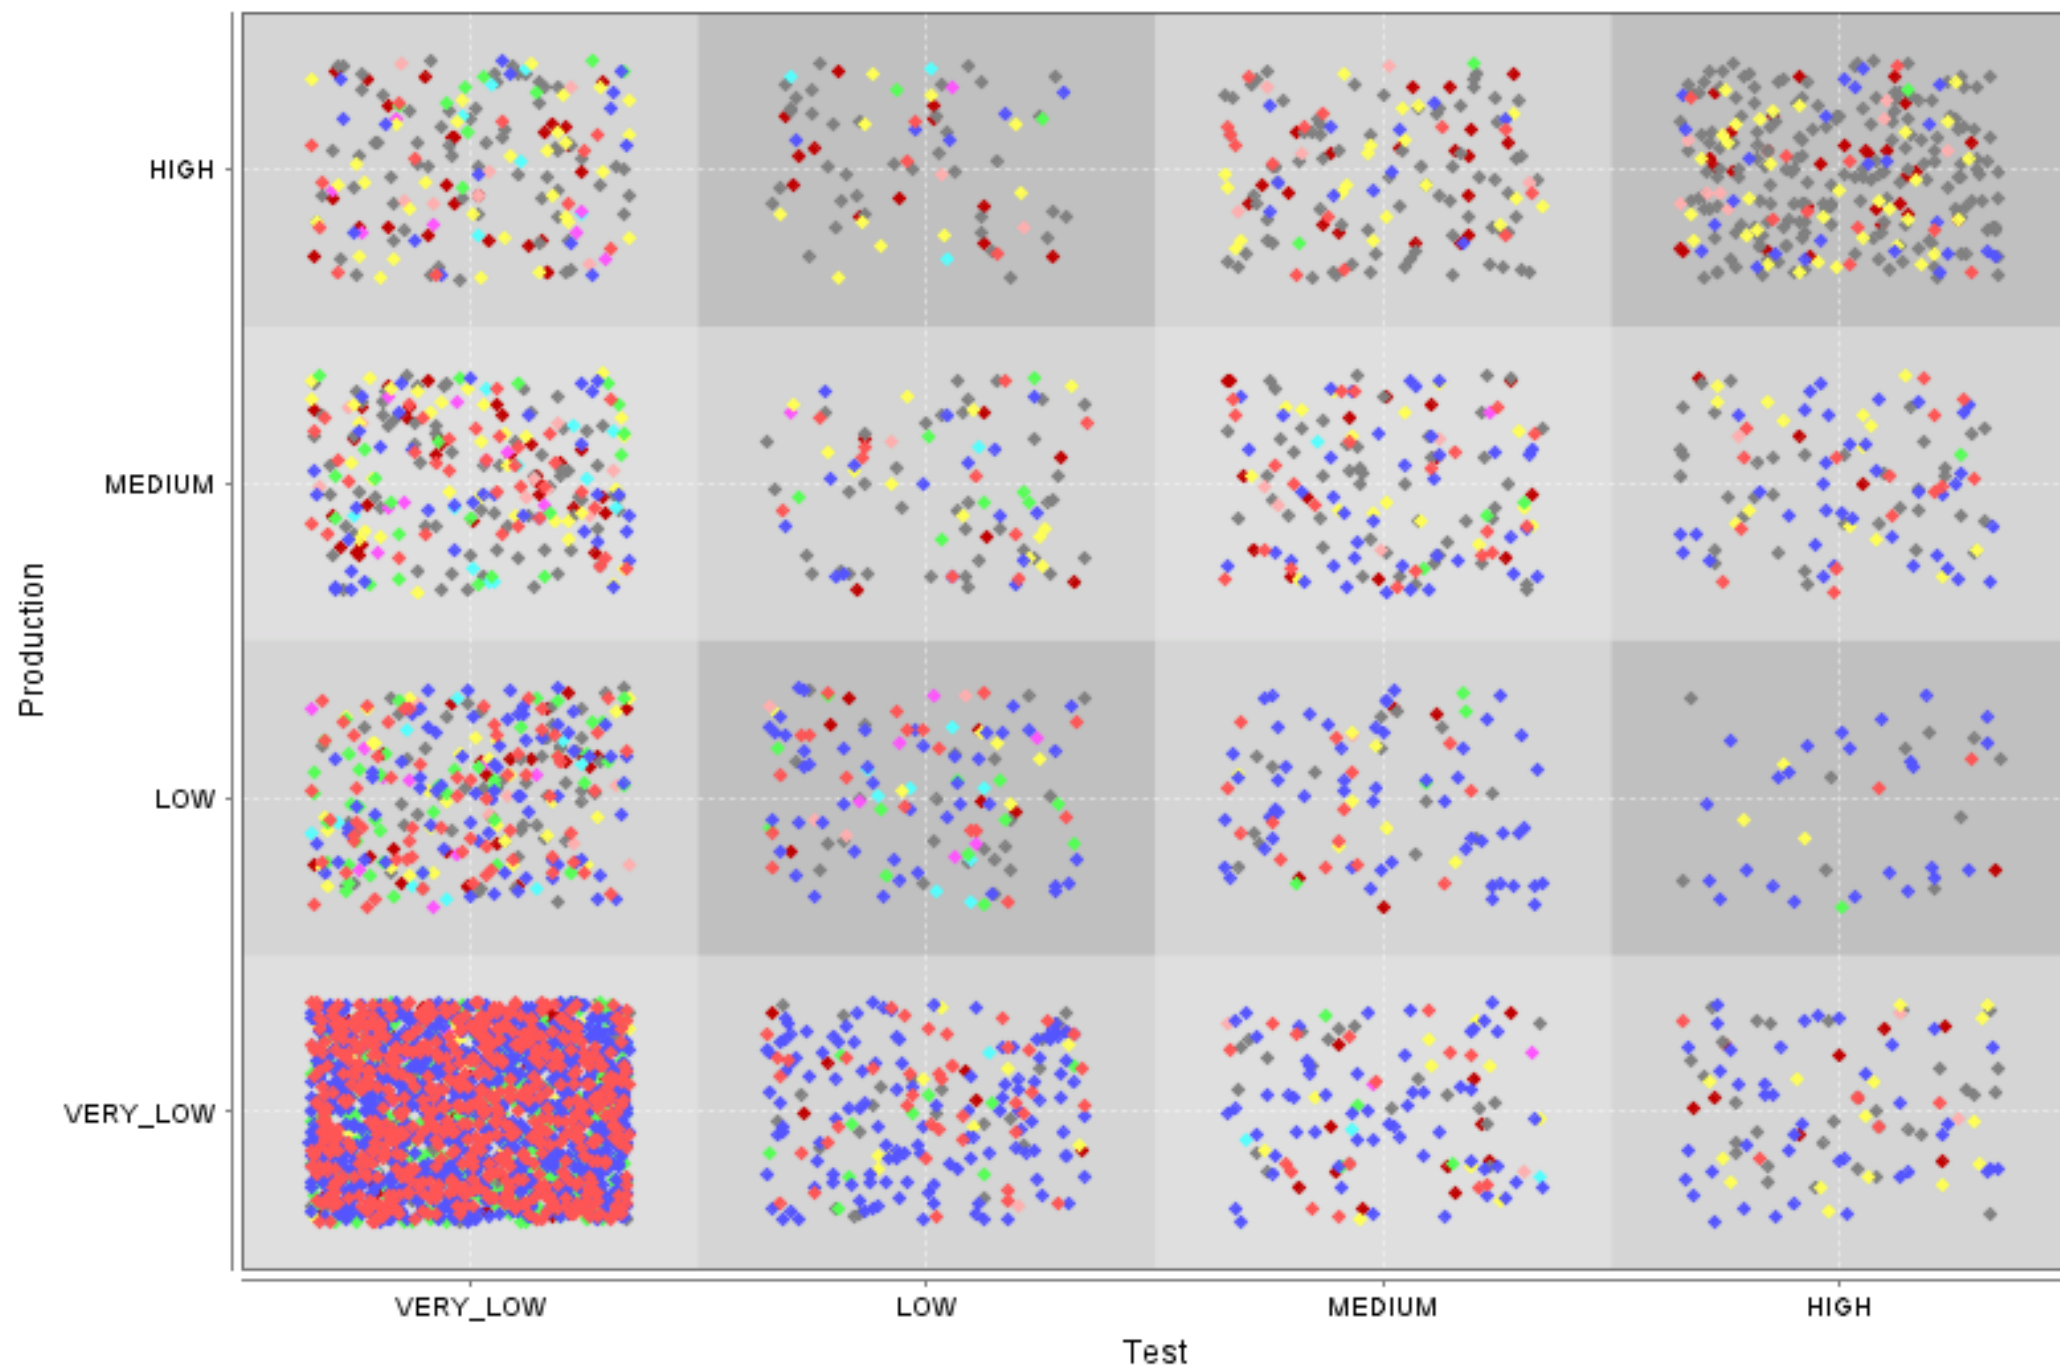 HIGH
MEDIUM
Production
LOW
VERY_LOW
VERY_LOW LOW MEDIUM HIGH
Test